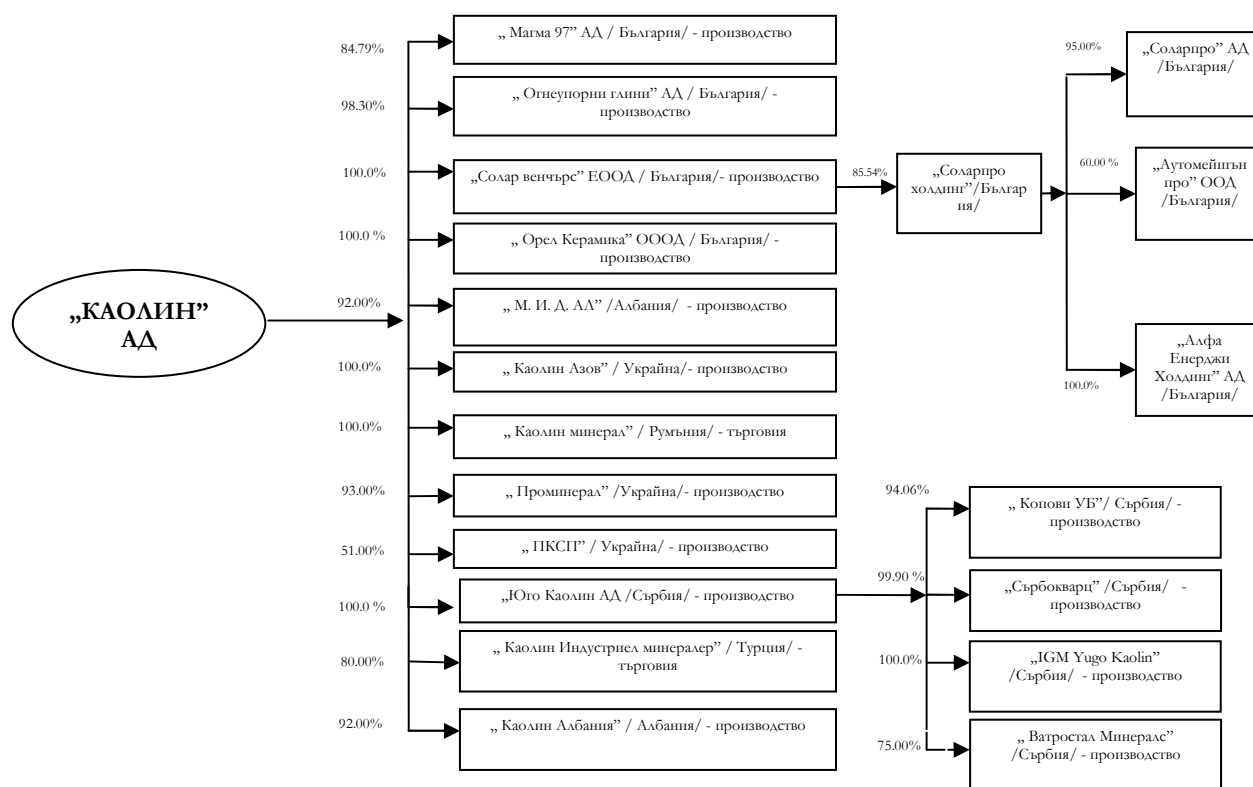 „КАОЛИН”
АД
84.79%
„ Магма 97” АД / България/ - производство
98.30%
„ Огнеупорни глини” АД / България/ -
производство
100.0%
„Солар венчърс” ЕООД / България/- производство
85.54%
„Соларпро
холдинг”/Българ
ия/
95.00%
„Соларпро” АД
/България/
60.00 %
„Аутомейшън
про” ООД
/България/
100.0%
„Алфа
Енерджи
Холдинг” АД
/България/
100.0 %
„ Орел Керамика” ОООД / България/ -
производство
92.00%
„ М. И. Д. АЛ” /Албания/ - производство
100.0%
„ Каолин Азов” / Украйна/- производство
100.0%
„ Каолин минерал” / Румъния/ - търговия
93.00%
„ Проминерал” /Украйна/- производство
51.00%
„ ПКСП” / Украйна/ - производство
100.0 %
„Юго Каолин АД /Сърбия/ - производство
94.06%
„ Копови УБ”/ Сърбия/ -
производство
99.90 %
„Сърбокварц” /Сърбия/ -
производство
100.0%
„IGM Yugo Kaolin”
/Сърбия/ - производство
75.00%
„ Ватростал Минералс”
/Сърбия/ - производство
80.00%
„ Каолин Индустриел минералер” / Турция/ -
търговия
92.00%
„ Каолин Албания” / Албания/ - производство